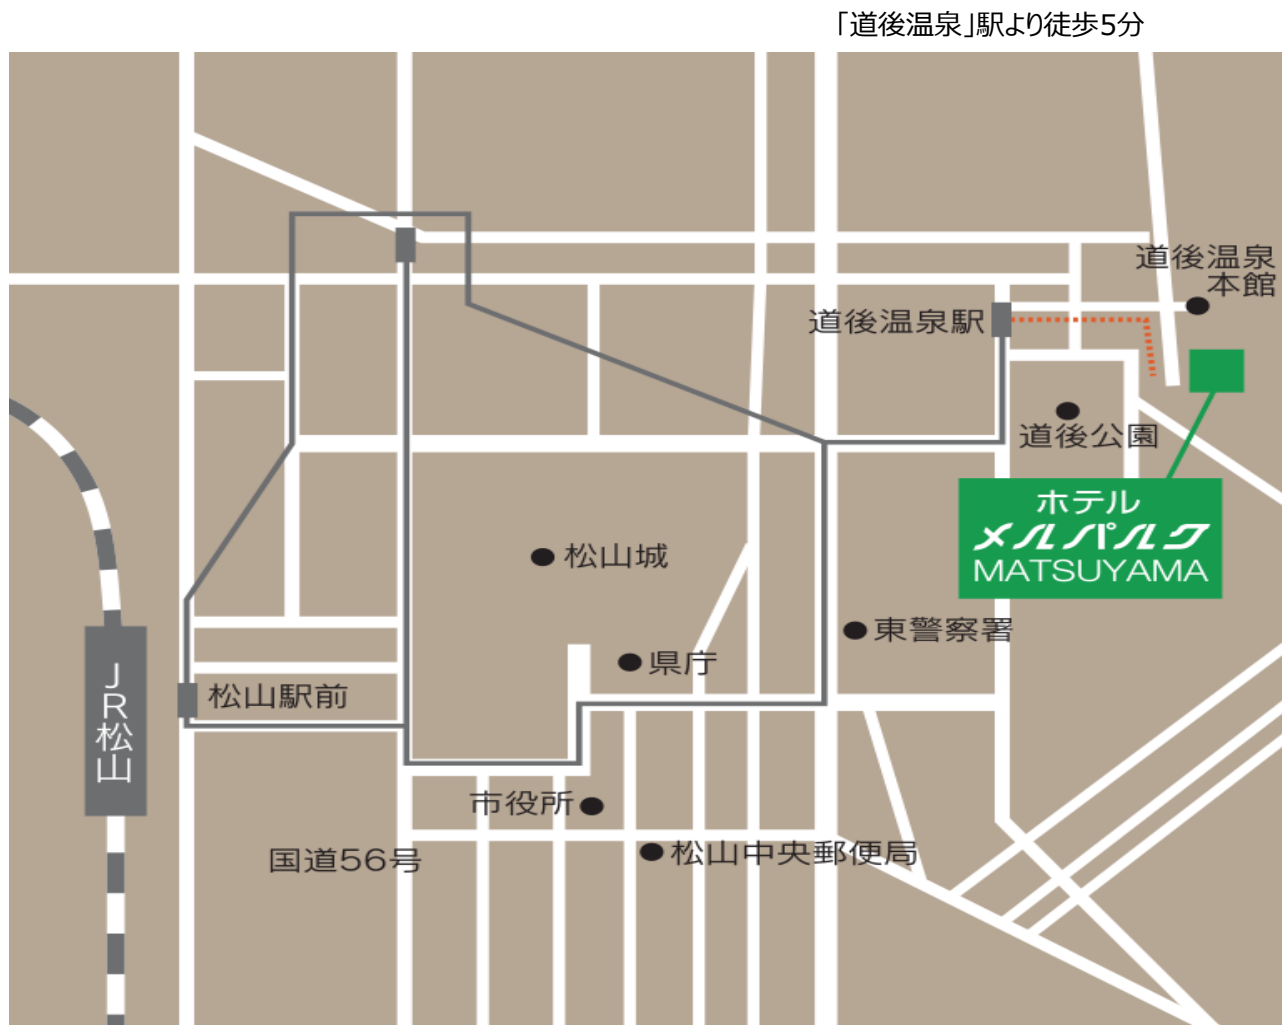 「道後温泉」駅より徒歩5分
道後温泉
本館
道後温泉駅
道後公園
ホテル
メルパルク
MATSUYAMA
松山城
東警察署
県庁
松山駅前
JR松山
市役所
松山中央郵便局
国道56号